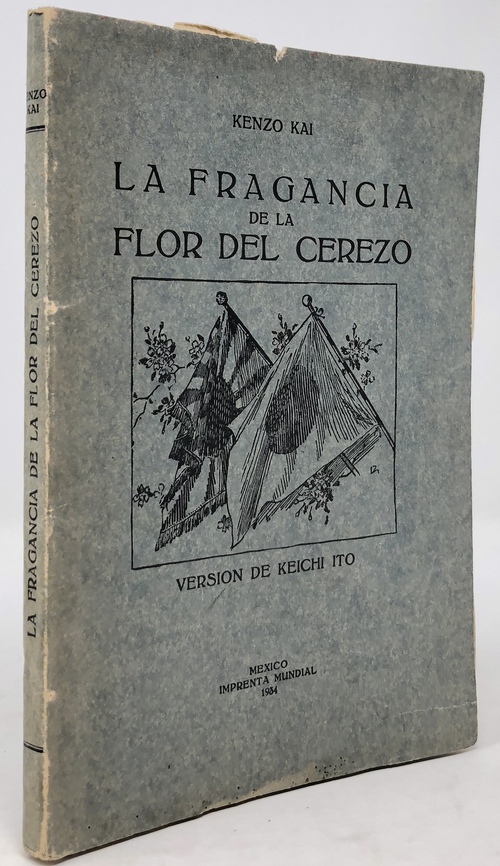 KENZO KAI
LA FRAGANCIA
DE LA
FLOR DEL CEREZO
VERSION DE KEICHI ITO
MEXICO
IMPRENTA MUNDIAL
1934
KAI
LA FRAGANCIA DE LA FLOR DEL CEREZO